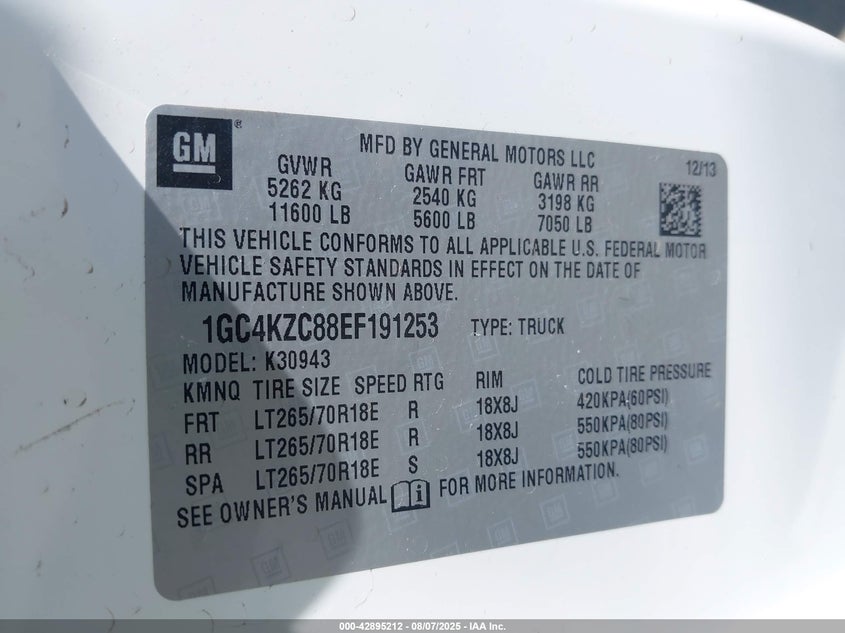 GM ®
MFD BY GENERAL MOTORS LLC
12/13
GVWR GAWR FRT GAWR RR
5262 KG 2540 KG 3198 KG
11600 LB 5600 LB 7050 LB
THIS VEHICLE CONFORMS TO ALL APPLICABLE U.S. FEDERAL MOTOR
VEHICLE SAFETY STANDARDS IN EFFECT ON THE DATE OF
MANUFACTURE SHOWN ABOVE.
1GC4KZC88EF191253 TYPE: TRUCK
MODEL: K30943
KMNQ TIRE SIZE SPEED RTG RIM COLD TIRE PRESSURE
FRT LT265/70R18E R 18X8J 420KPA(60PSI)
RR LT265/70R18E R 18X8J 550KPA(80PSI)
SPA LT265/70R18E S 18X8J 550KPA(80PSI)
SEE OWNER'S MANUAL i FOR MORE INFORMATION.
000-42895212 - 08/07/2025 - IAA Inc.